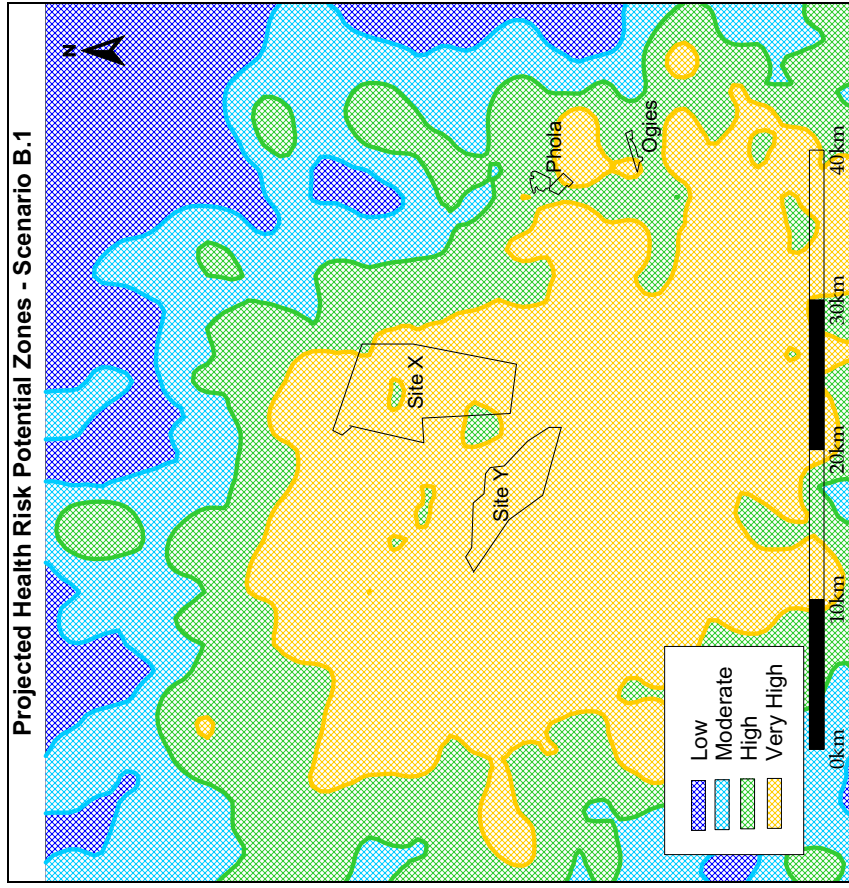 Projected Health Risk Potential Zones - Scenario B.1
N
Phola
Ogies
Site X
Site Y
Low
Moderate
High
Very High
0km
10km
20km
30km
40km